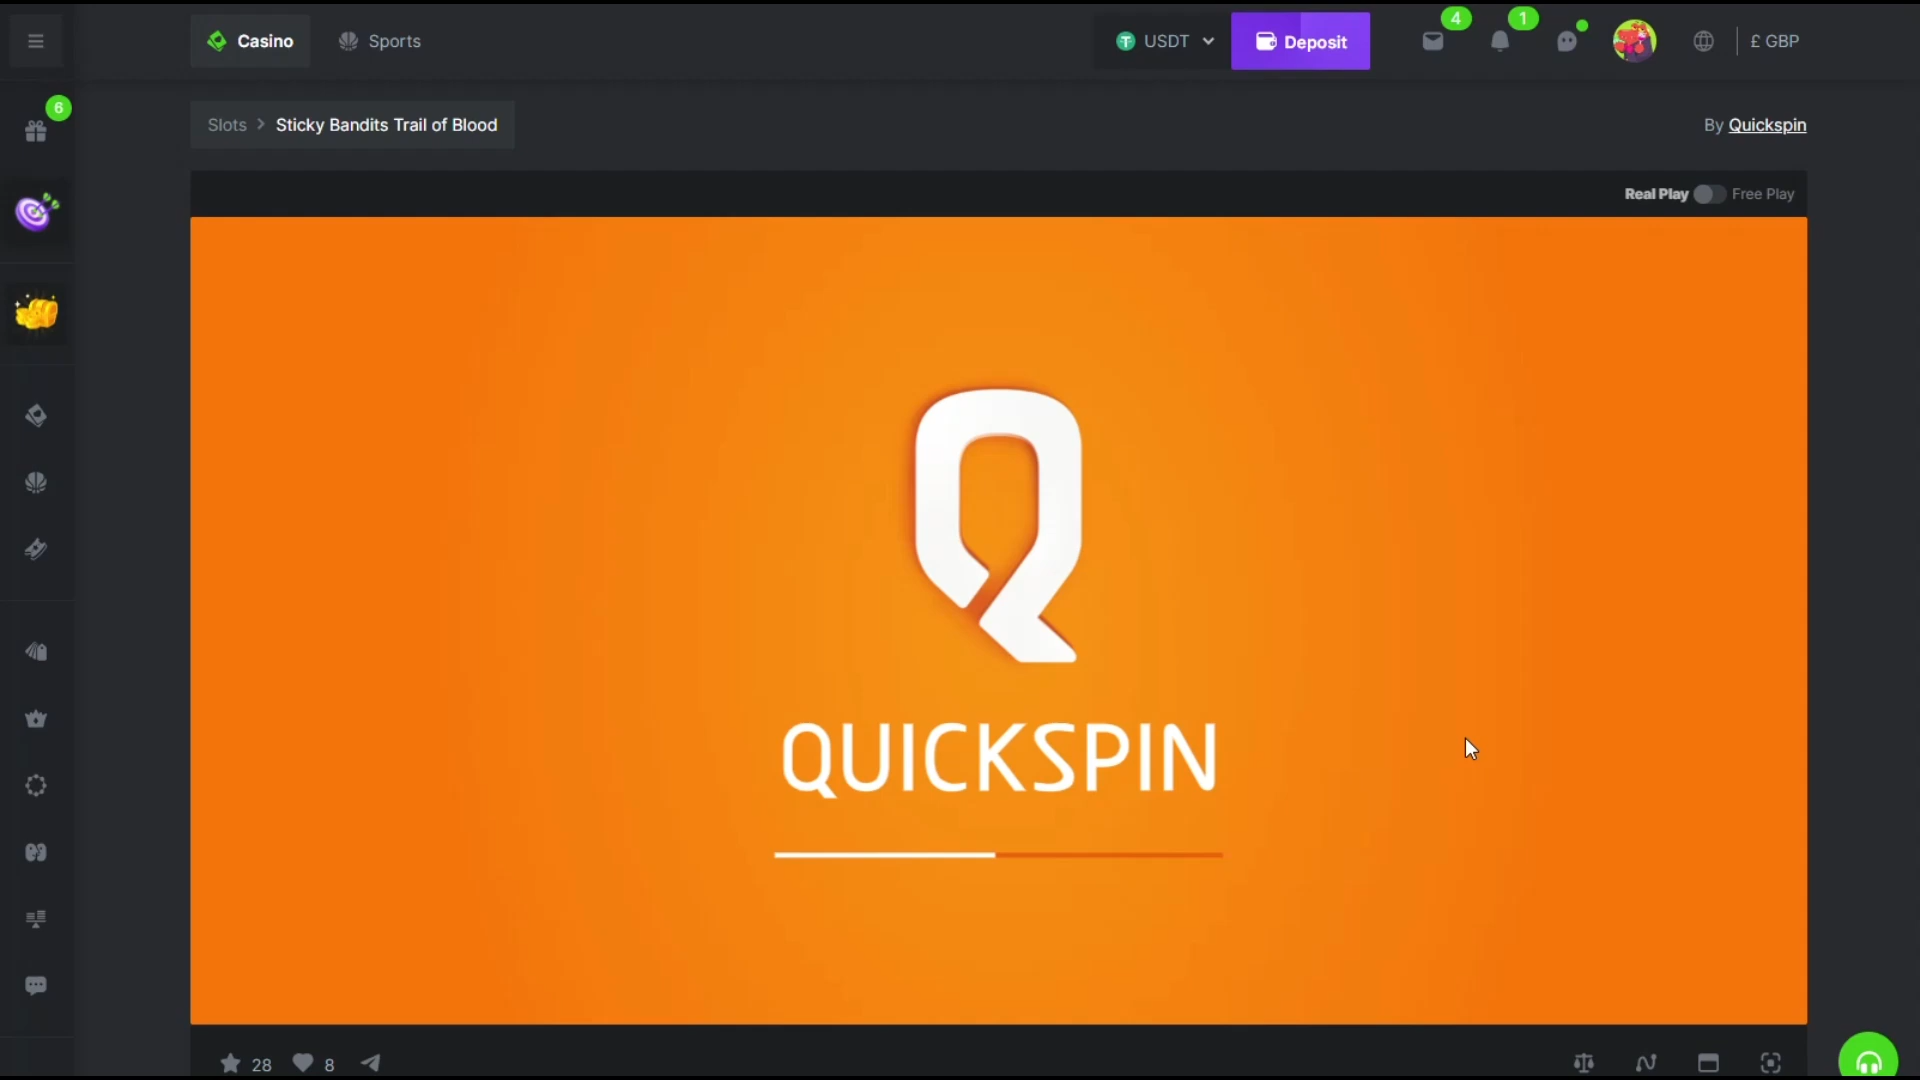 Casino
Sports
USDT
Deposit
4
1
£ GBP
6
Slots > Sticky Bandits Trail of Blood
By Quickspin
Real Play
Free Play
QUICKSPIN
28
8